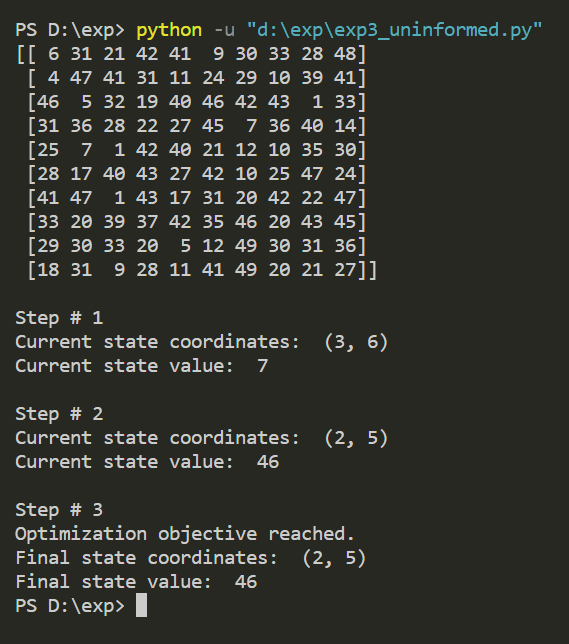 PS D:\exp> python -u "d:\exp\exp3_uninformed.py"
[[ 6 31 21 42 41  9 30 33 28 48]
 [ 4 47 41 31 11 24 29 10 39 41]
 [46  5 32 19 40 46 42 43  1 33]
 [31 36 28 22 27 45  7 36 40 14]
 [25  7  1 42 40 21 12 10 35 30]
 [28 17 40 43 27 42 10 25 47 24]
 [41 47  1 43 17 31 20 42 22 47]
 [33 20 39 37 42 35 46 20 43 45]
 [29 30 33 20  5 12 49 30 31 36]
 [18 31  9 28 11 41 49 20 21 27]]

Step # 1
Current state coordinates:  (3, 6)
Current state value:  7

Step # 2
Current state coordinates:  (2, 5)
Current state value:  46

Step # 3
Optimization objective reached.
Final state coordinates:  (2, 5)
Final state value:  46
PS D:\exp>